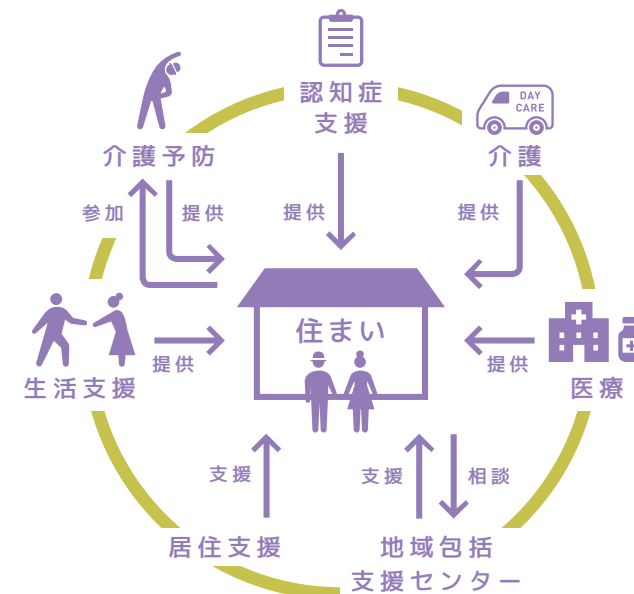 認知症
支援
DAY
CARE
介護予防
介護
参加
提供
提供
提供
住まい
提供
提供
生活支援
医療
支援
支援
相談
居住支援
地域包括
支援センター